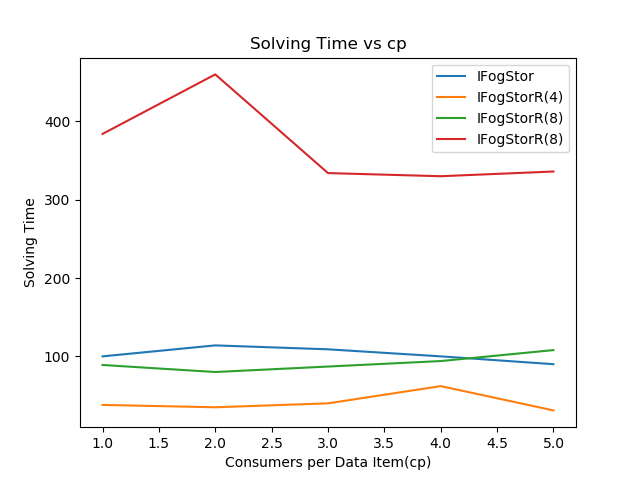 Solving Time vs cp
IFogStor
IFogStorR(4)
IFogStorR(8)
IFogStorR(8)
400
300
200
100
Solving Time
1.0 1.5 2.0 2.5 3.0 3.5 4.0 4.5 5.0
Consumers per Data Item(cp)